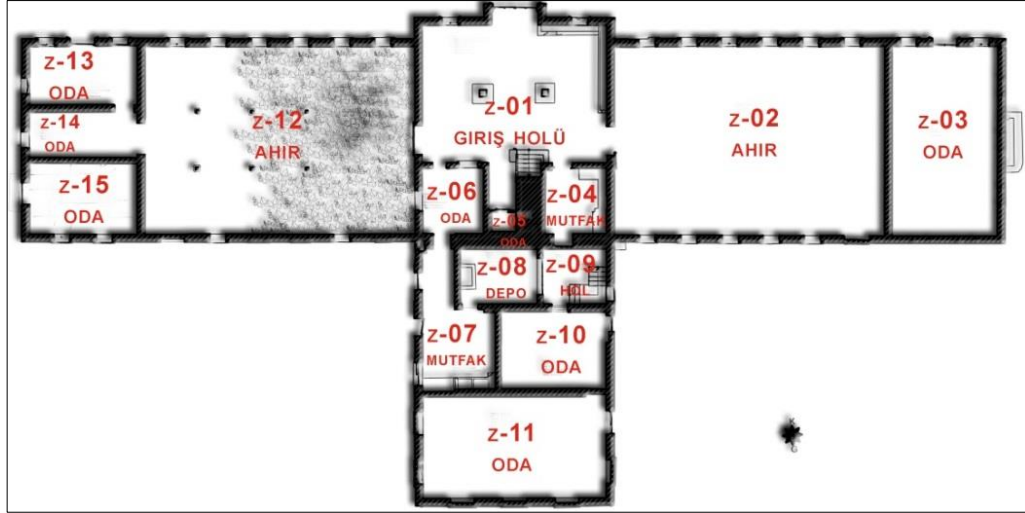 z-13
ODA
z-14
ODA
z-15
ODA
z-12
AHIR
z-01
GIRIŞ HOLÜ
z-02
AHIR
z-03
ODA
z-06
ODA
z-05
ODA
z-04
MUTFAK
z-08
DEPO
z-09
HOL
z-07
MUTFAK
z-10
ODA
z-11
ODA